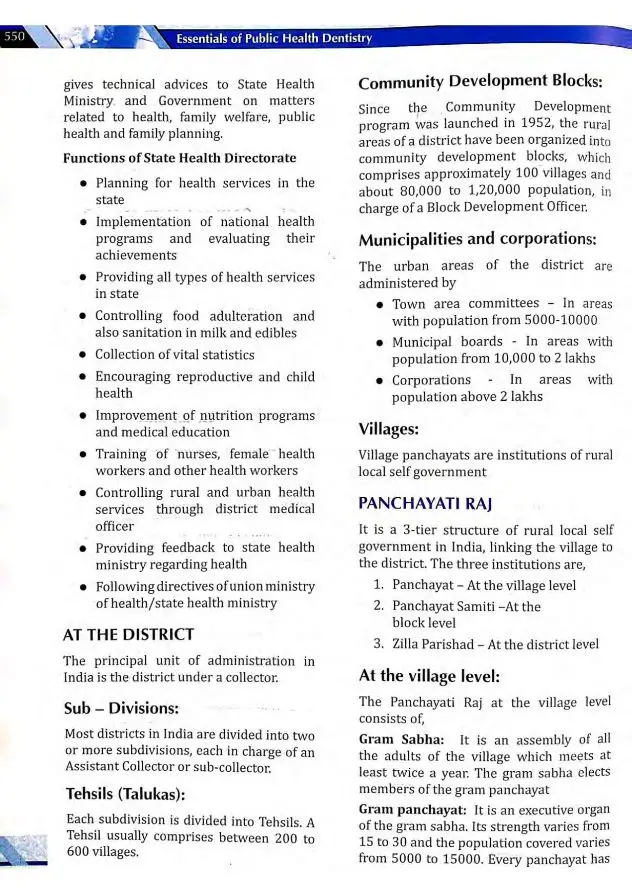 550
Essentials of Public Health Dentistry
gives technical advices to State Health
Ministry and Government on matters
related to health, family welfare, public
health and family planning.
Functions of State Health Directorate
● Planning for health services in the
state
● Implementation of national health
programs and evaluating their
achievements
● Providing all types of health services
in state
● Controlling food adulteration and
also sanitation in milk and edibles
● Collection of vital statistics
● Encouraging reproductive and child
health
● Improvement of nutrition programs
and medical education
● Training of nurses, female health
workers and other health workers
● Controlling rural and urban health
services through district medical
officer
● Providing feedback to state health
ministry regarding health
● Following directives of union ministry
of health/state health ministry
AT THE DISTRICT
The principal unit of administration in
India is the district under a collector.
Sub – Divisions:
Most districts in India are divided into two
or more subdivisions, each in charge of an
Assistant Collector or sub-collector.
Tehsils (Talukas):
Each subdivision is divided into Tehsils. A
Tehsil usually comprises between 200 to
600 villages.
Community Development Blocks:
Since the Community Development
program was launched in 1952, the rural
areas of a district have been organized into
community development blocks, which
comprises approximately 100 villages and
about 80,000 to 1,20,000 population, in
charge of a Block Development Officer.
Municipalities and corporations:
The urban areas of the district are
administered by
● Town area committees – In areas
with population from 5000-10000
● Municipal boards - In areas with
population from 10,000 to 2 lakhs
● Corporations - In areas with
population above 2 lakhs
Villages:
Village panchayats are institutions of rural
local self government
PANCHAYATI RAJ
It is a 3-tier structure of rural local self
government in India, linking the village to
the district. The three institutions are,
1. Panchayat – At the village level
2. Panchayat Samiti –At the
block level
3. Zilla Parishad – At the district level
At the village level:
The Panchayati Raj at the village level
consists of,
Gram Sabha: It is an assembly of all
the adults of the village which meets at
least twice a year. The gram sabha elects
members of the gram panchayat
Gram panchayat: It is an executive organ
of the gram sabha. Its strength varies from
15 to 30 and the population covered varies
from 5000 to 15000. Every panchayat has